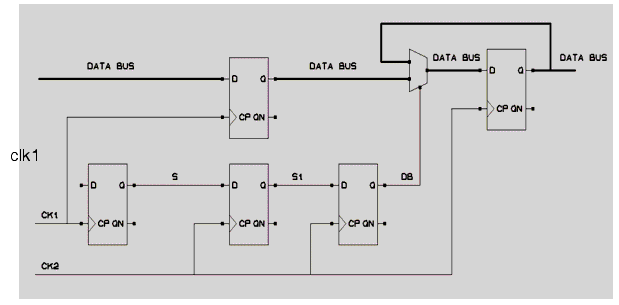 DATA BUS DATA BUS DATA BUS DATA BUS
D Q D Q
CP QN CP QN
clk1
S S1 DB
D Q D Q D Q
CK1 CP QN CP QN CP QN
CK2